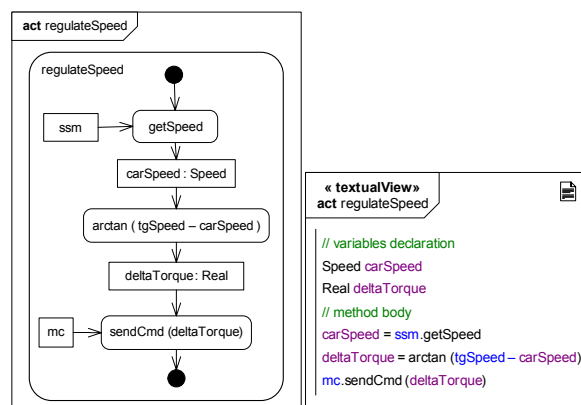 act regulateSpeed
regulateSpeed
getSpeed
ssm
carSpeed : Speed
arctan ( tgSpeed – carSpeed )
deltaTorque: Real
mc
sendCmd (deltaTorque)
« textualView»
act regulateSpeed
// variables declaration
Speed carSpeed
Real deltaTorque
// method body
carSpeed = ssm.getSpeed
deltaTorque = arctan (tgSpeed – carSpeed)
mc.sendCmd (deltaTorque)